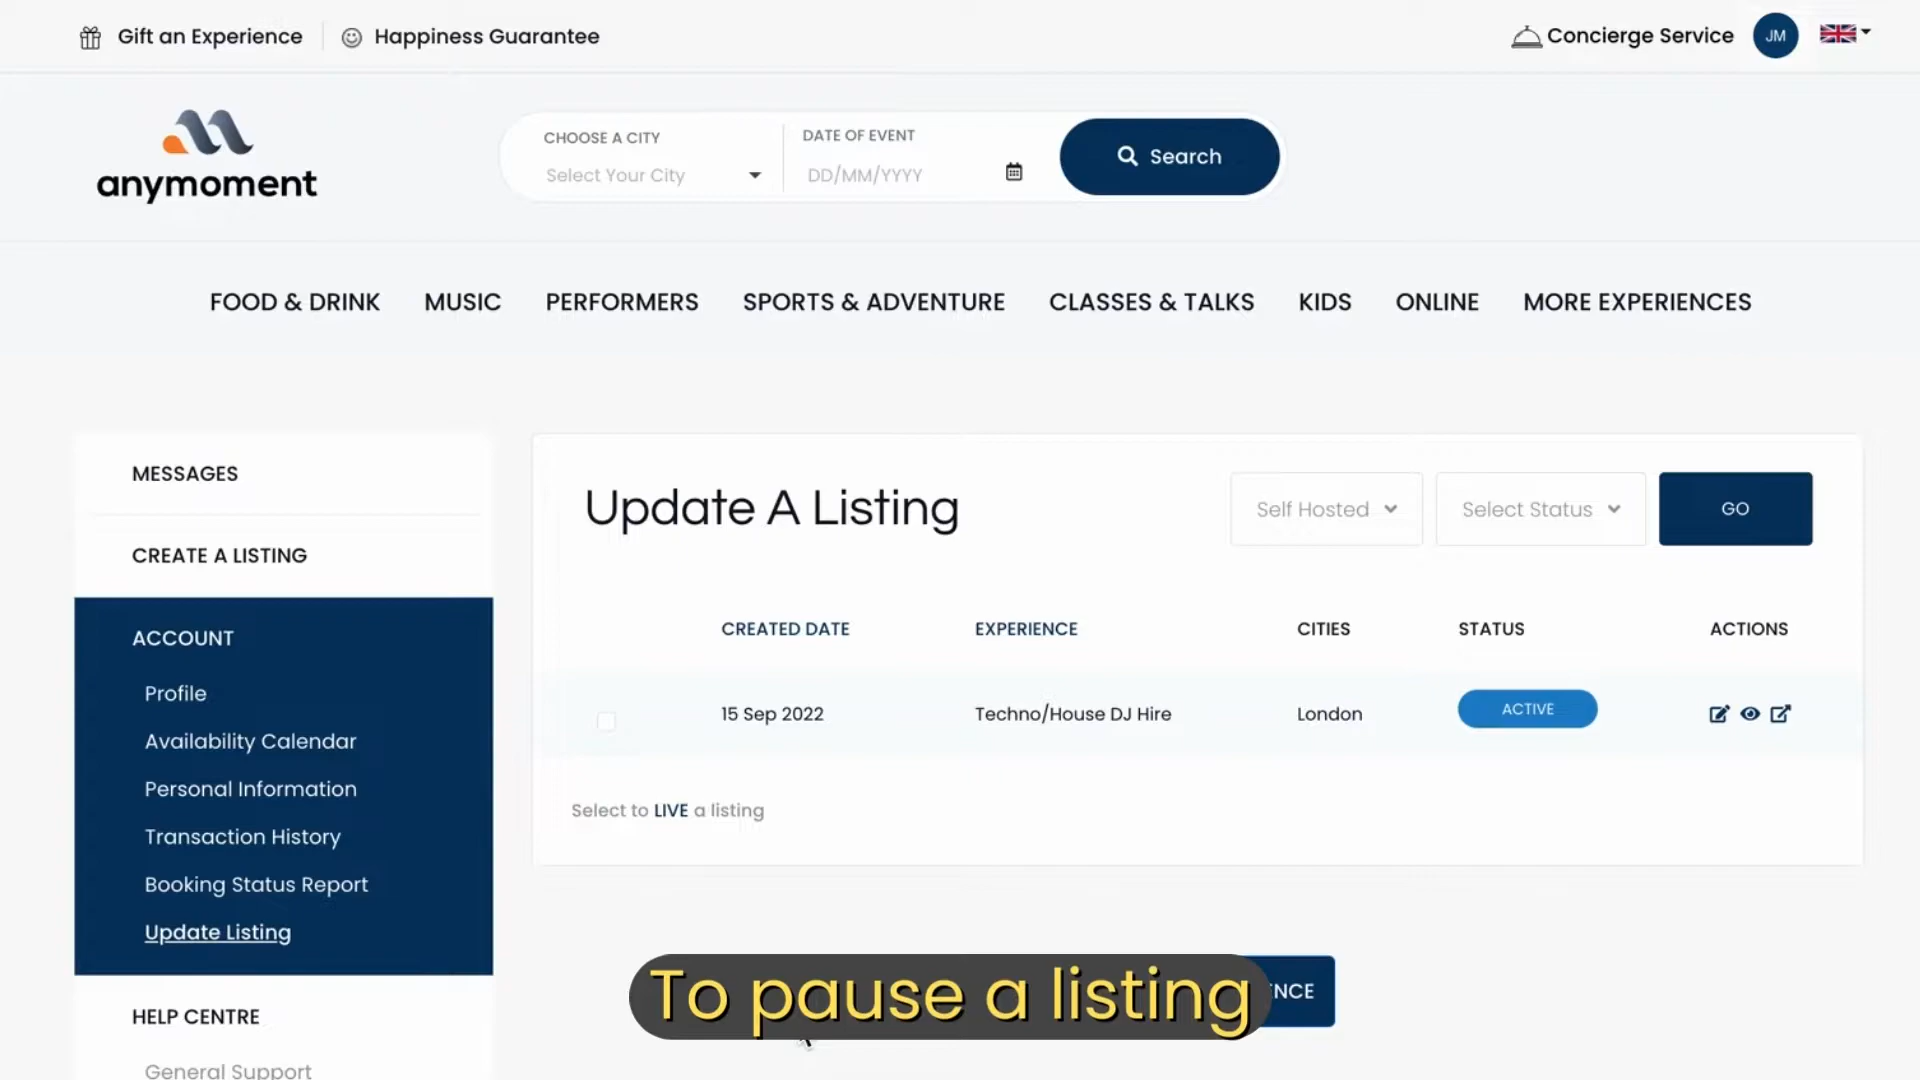 Gift an Experience
Happiness Guarantee
Concierge Service
JM
anymoment
CHOOSE A CITY
Select Your City
DATE OF EVENT
DD/MM/YYYY
Search
FOOD & DRINK
MUSIC
PERFORMERS
SPORTS & ADVENTURE
CLASSES & TALKS
KIDS
ONLINE
MORE EXPERIENCES
MESSAGES
CREATE A LISTING
ACCOUNT
Profile
Availability Calendar
Personal Information
Transaction History
Booking Status Report
Update Listing
HELP CENTRE
General Support
Update A Listing
Self Hosted
Select Status
GO
CREATED DATE
EXPERIENCE
CITIES
STATUS
ACTIONS
15 Sep 2022
Techno/House DJ Hire
London
ACTIVE
Select to LIVE a listing
To pause a listing